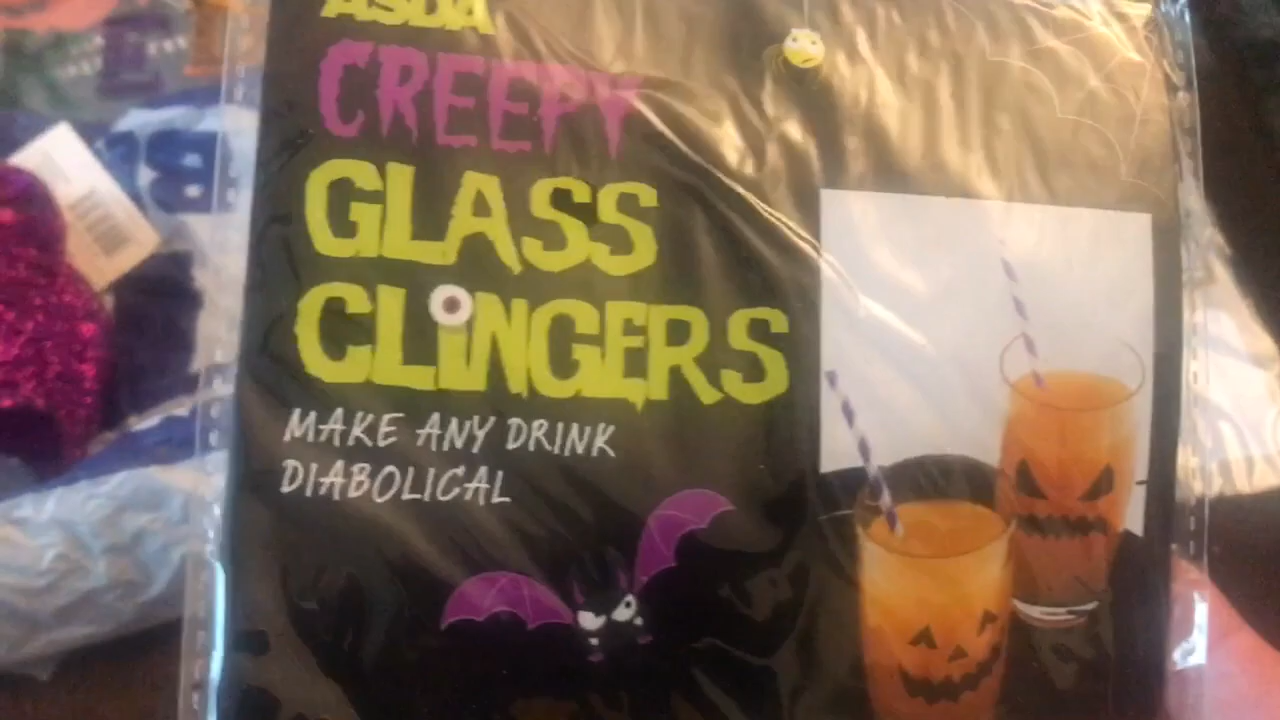 ASDA
CREEPY
GLASS
CLiNGERS
MAKE ANY DRINK
DIABOLICAL